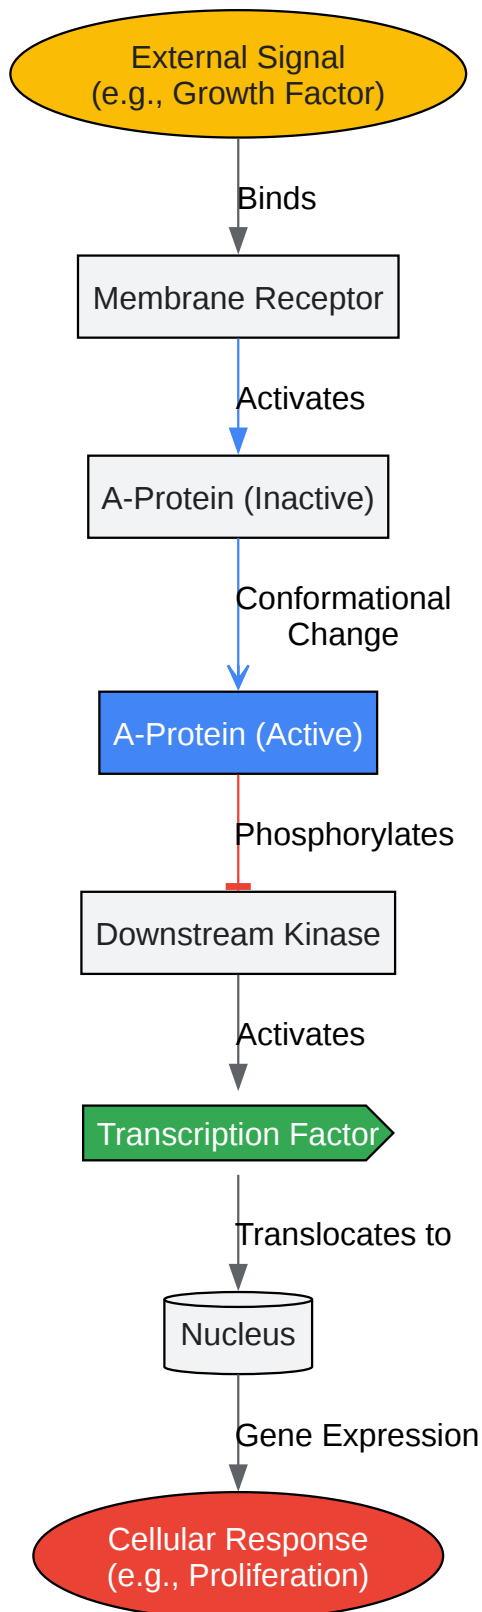 External Signal
(e.g., Growth Factor)
Binds
Membrane Receptor
Activates
A-Protein (Inactive)
Conformational
Change
A-Protein (Active)
Phosphorylates
Downstream Kinase
Activates
Transcription Factor
Translocates to
Nucleus
Gene Expression
Cellular Response
(e.g., Proliferation)